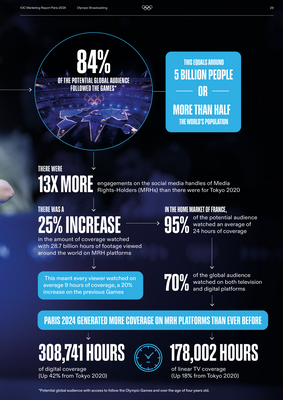 IOC Marketing Report Paris 2024
Olympic Broadcasting
29
84%
OF THE POTENTIAL GLOBAL AUDIENCE
FOLLOWED THE GAMES*
THIS EQUALS AROUND
5 BILLION PEOPLE
OR
MORE THAN HALF
THE WORLD'S POPULATION
THERE WERE
13X MORE
engagements on the social media handles of Media
Rights-Holders (MRHs) than there were for Tokyo 2020
THERE WAS A
25% INCREASE
in the amount of coverage watched
with 28.7 billion hours of footage viewed
around the world on MRH platforms
IN THE HOME MARKET OF FRANCE,
95%
of the potential audience
watched an average of
24 hours of coverage
This meant every viewer watched on
average 9 hours of coverage, a 20%
increase on the previous Games
70%
of the global audience
watched on both television
and digital platforms
PARIS 2024 GENERATED MORE COVERAGE ON MRH PLATFORMS THAN EVER BEFORE
308,741 HOURS
of digital coverage
(Up 42% from Tokyo 2020)
178,002 HOURS
of linear TV coverage
(Up 18% from Tokyo 2020)
*Potential global audience with access to follow the Olympic Games and over the age of four years old.